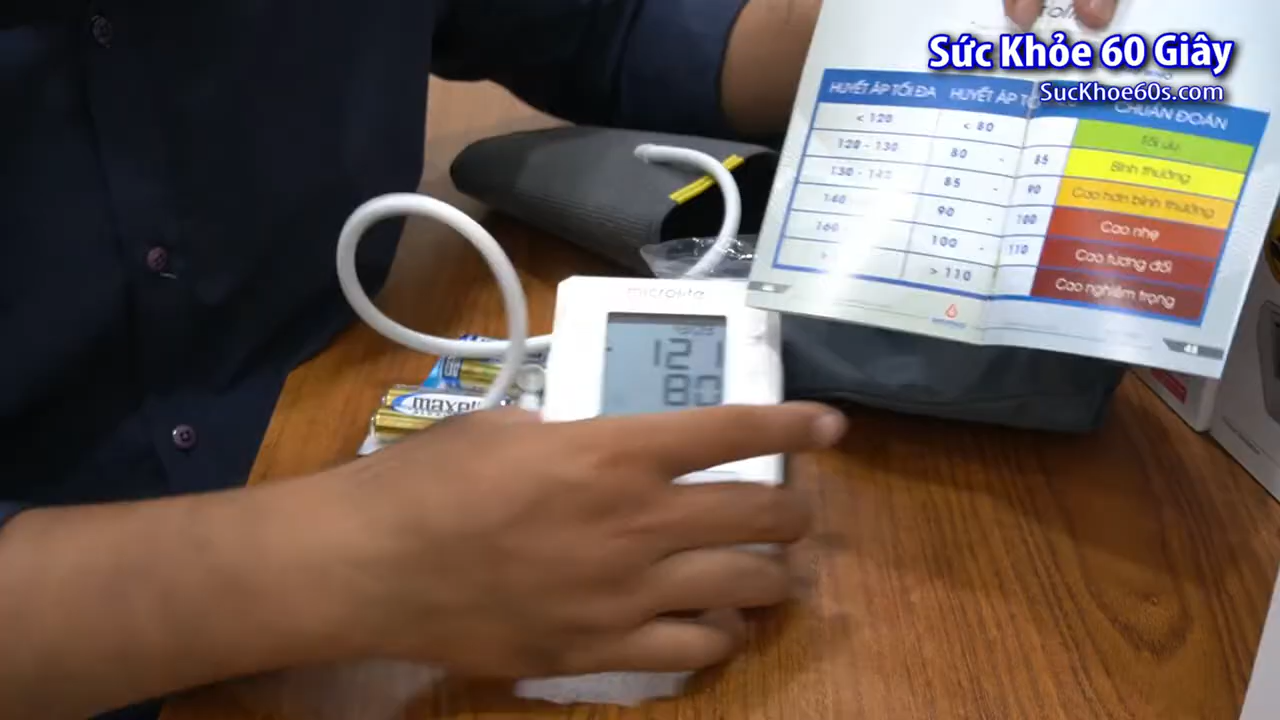 Sức Khỏe 60 Giây
SucKhoe60s.com
HUYẾT ÁP TỐI ĐA HUYẾT ÁP CHUẨN ĐOÁN
< 120 < 80 Tối ưu
120 - 130 80 - 85 Bình thường
130 - 85 - 90 Cao hơn bình thường
140 90 - 100 Cao nhẹ
160 100 - 110 Cao tương đối
> > 110 Cao nghiêm trọng
microlife
121
80
maxell